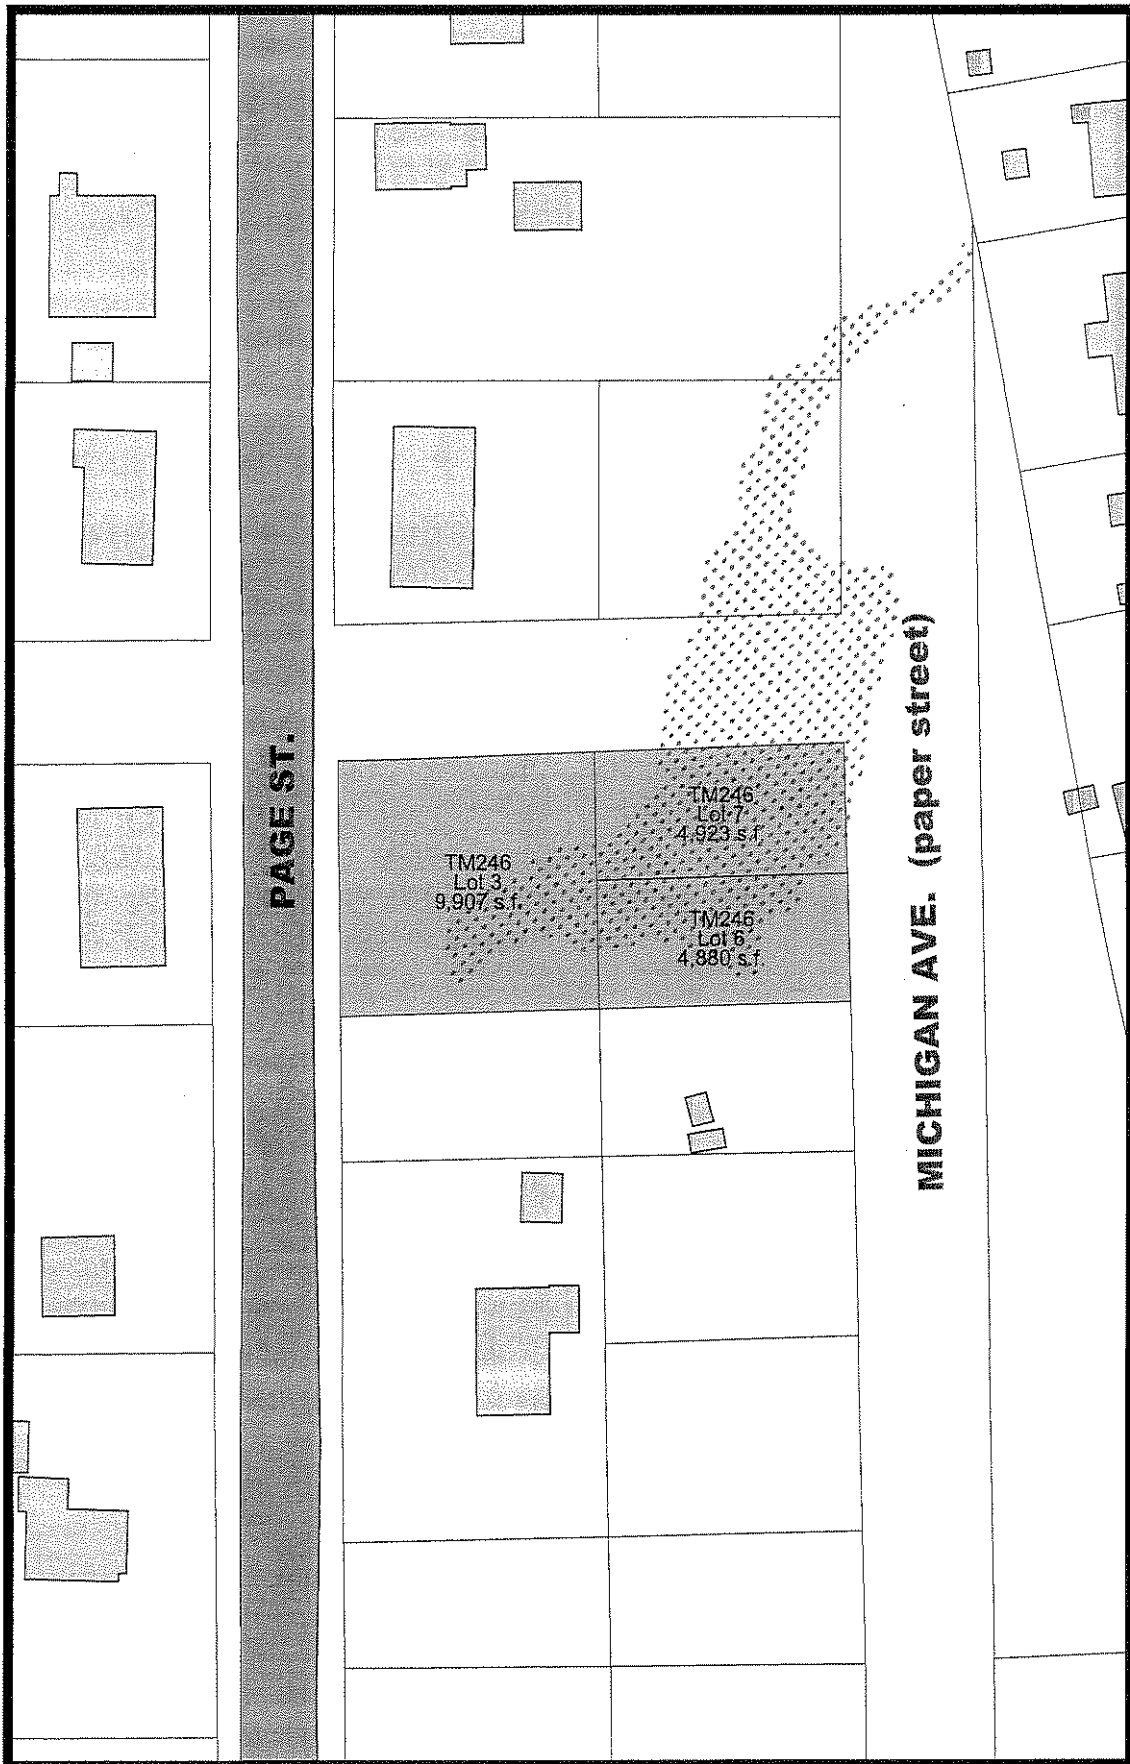 PAGE ST.
TM246
Lot 3
9,907 s.f.
TM246
Lot 7
4,923 s.f.
TM246
Lot 6
4,880 s.f.
MICHIGAN AVE. (paper street)